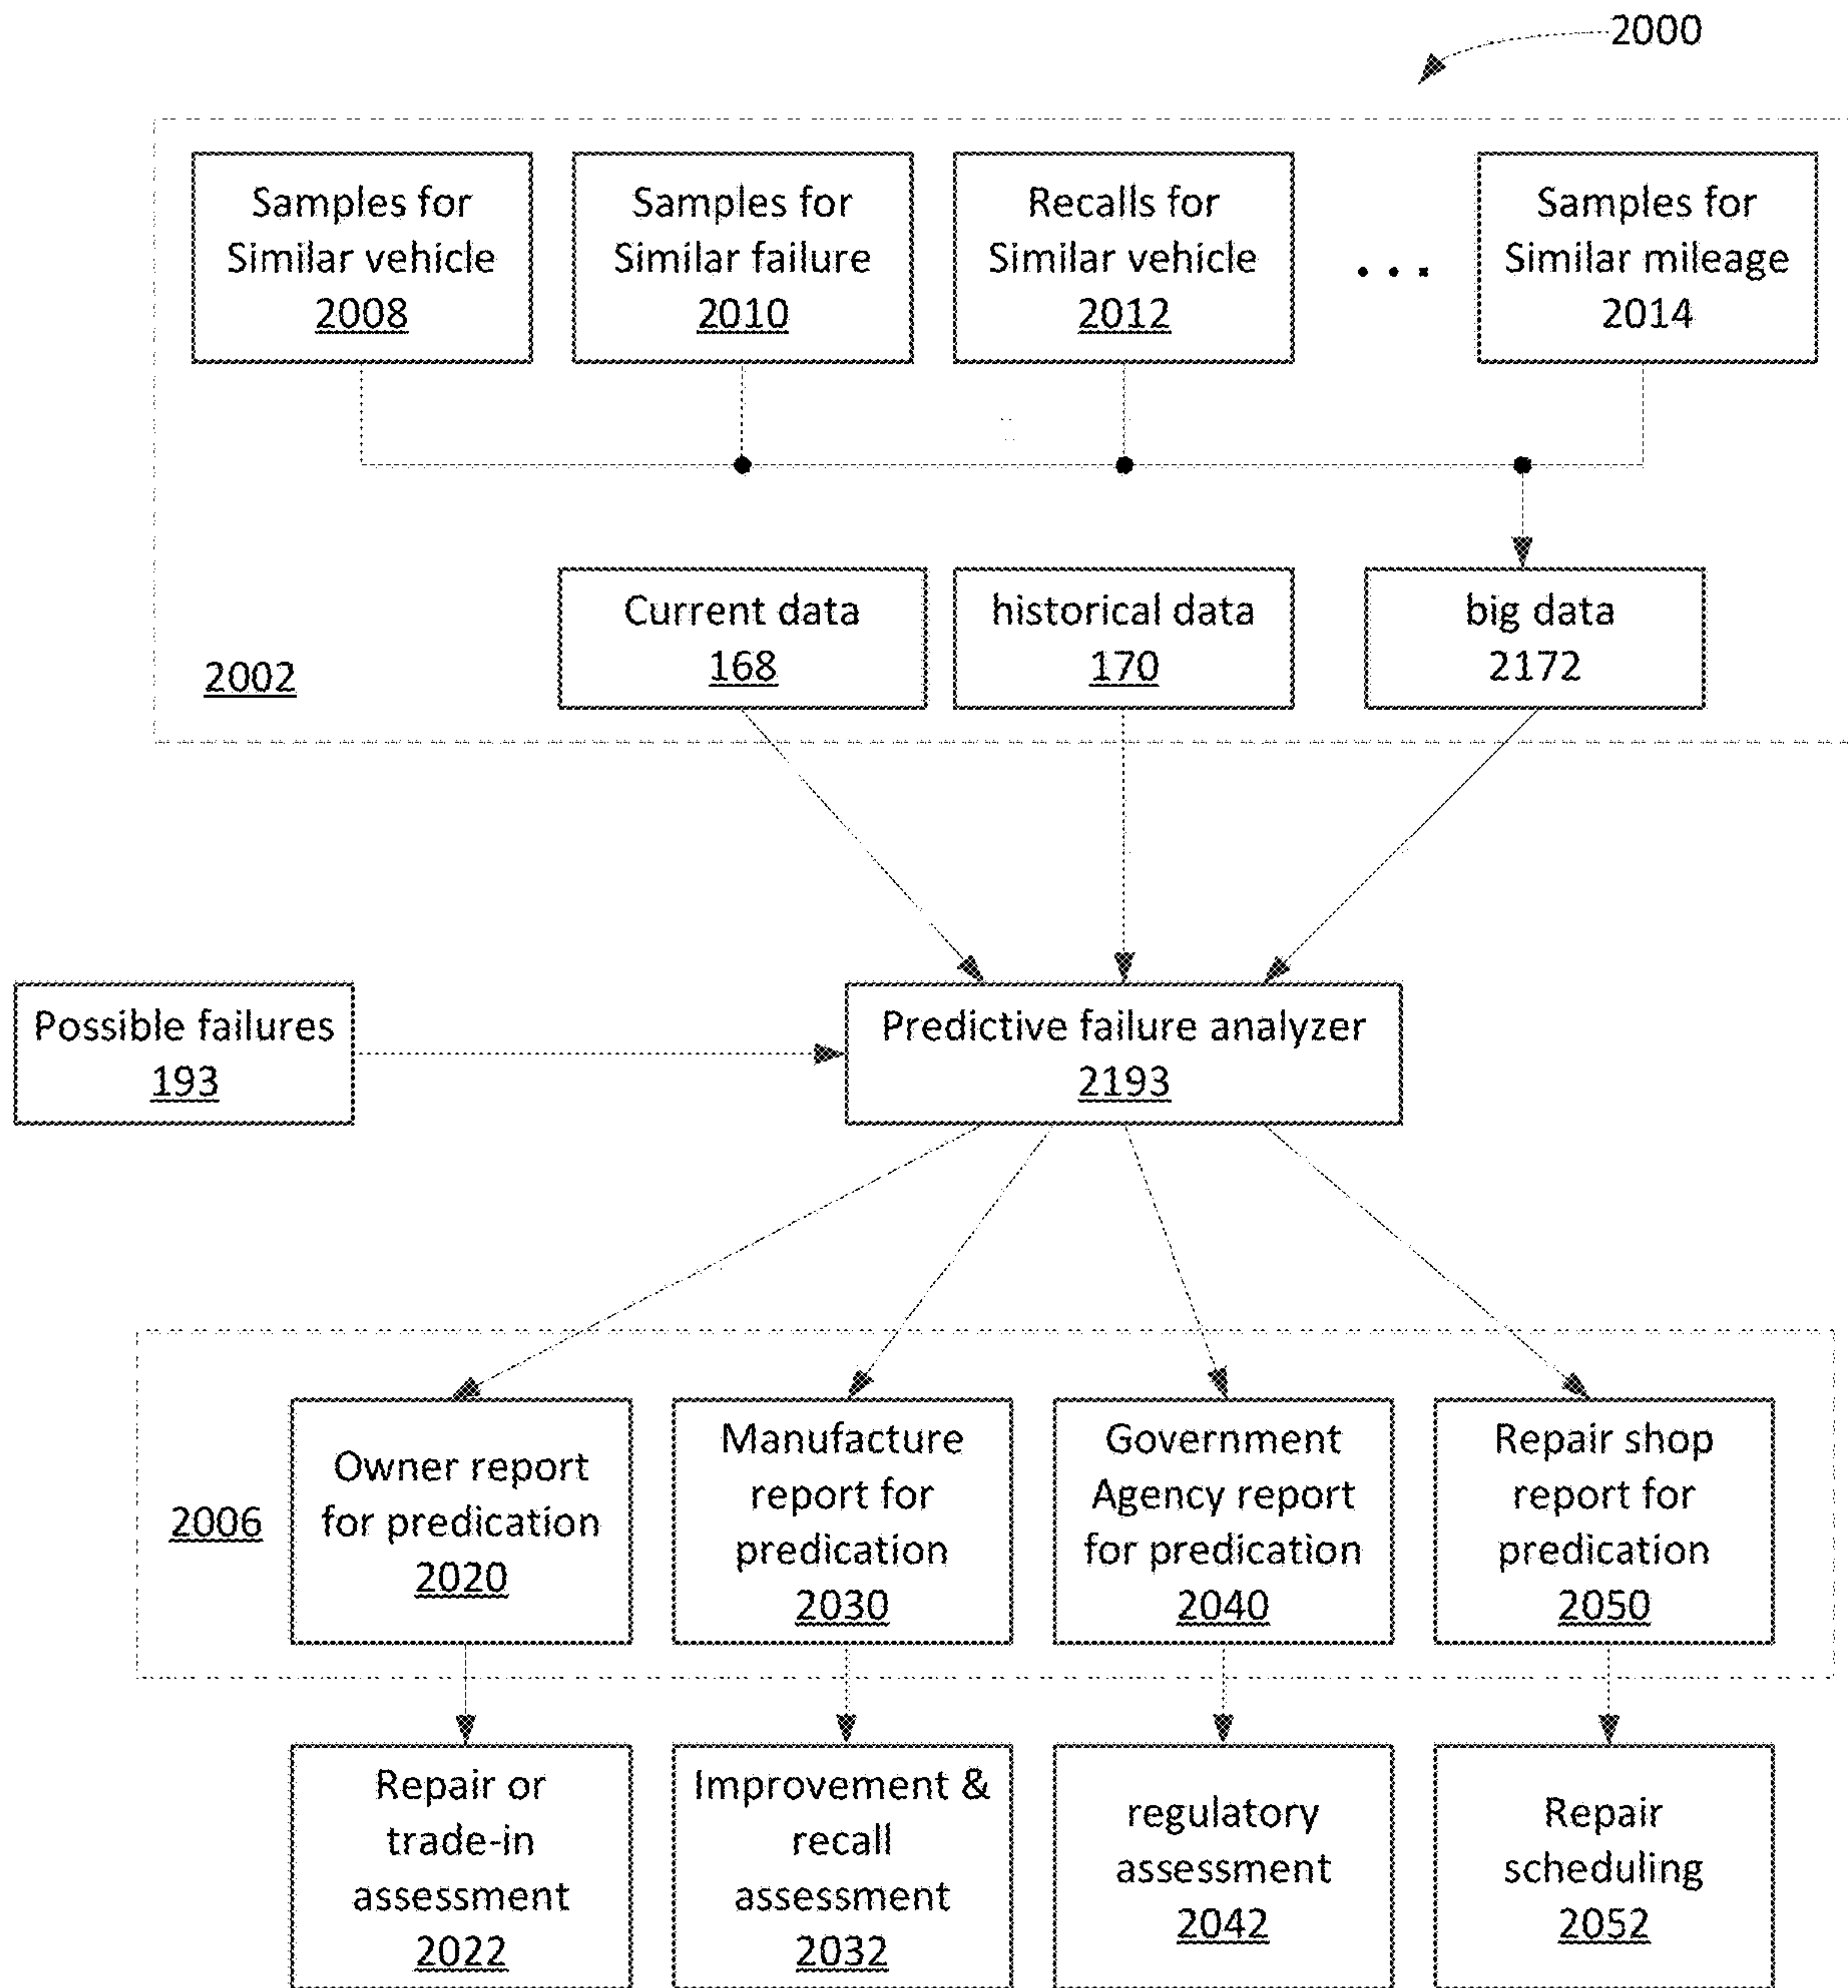 2000
Samples for
Similar vehicle
2008
Samples for
Similar failure
2010
Recalls for
Similar vehicle
2012
. . .
Samples for
Similar mileage
2014
2002
Current data
168
historical data
170
big data
2172
Possible failures
193
Predictive failure analyzer
2193
2006
Owner report
for predication
2020
Manufacture
report for
predication
2030
Government
Agency report
for predication
2040
Repair shop
report for
predication
2050
Repair or
trade-in
assessment
2022
Improvement &
recall
assessment
2032
regulatory
assessment
2042
Repair
scheduling
2052